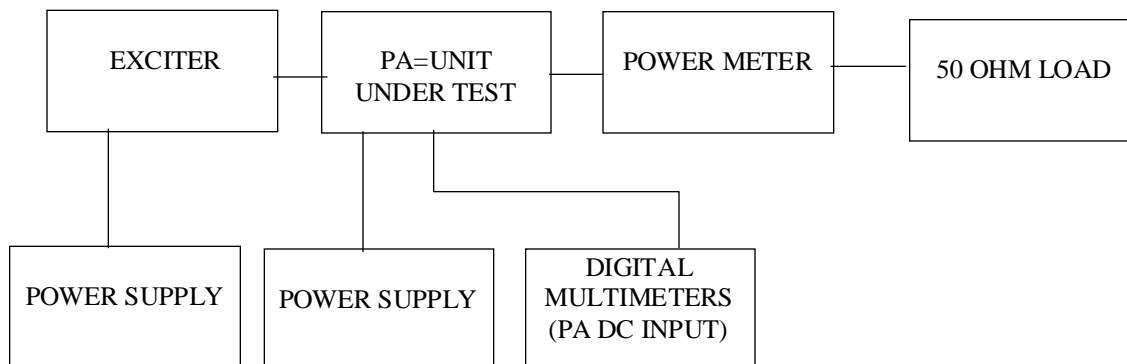 EXCITER
PA=UNIT
UNDER TEST
POWER METER
50 OHM LOAD
POWER SUPPLY
POWER SUPPLY
DIGITAL
MULTIMETERS
(PA DC INPUT)